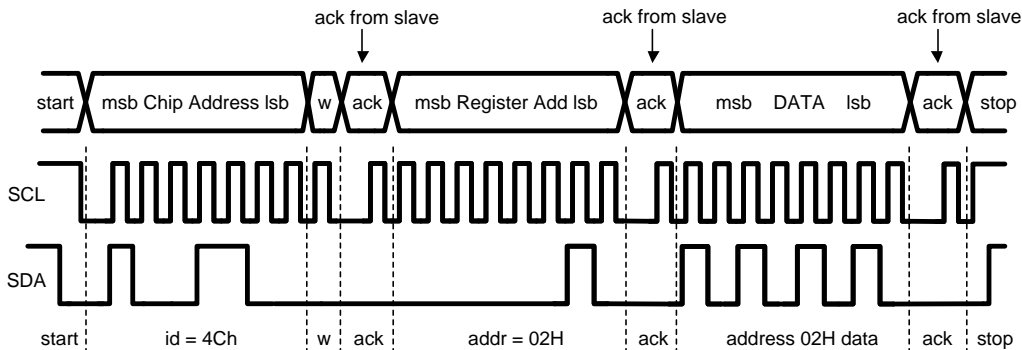 ack from slave ack from slave ack from slave
start msb Chip Address lsb w ack msb Register Add lsb ack msb DATA lsb ack stop
SCL
SDA
start id = 4Ch w ack addr = 02H ack address 02H data ack stop